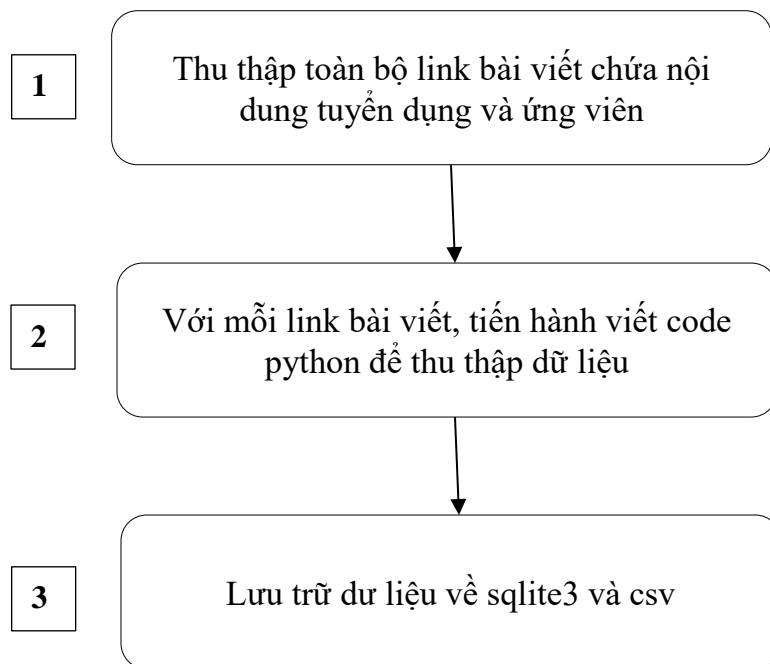 1
Thu thập toàn bộ link bài viết chứa nội
dung tuyển dụng và ứng viên
2
Với mỗi link bài viết, tiến hành viết code
python để thu thập dữ liệu
3
Lưu trữ dư liệu về sqlite3 và csv